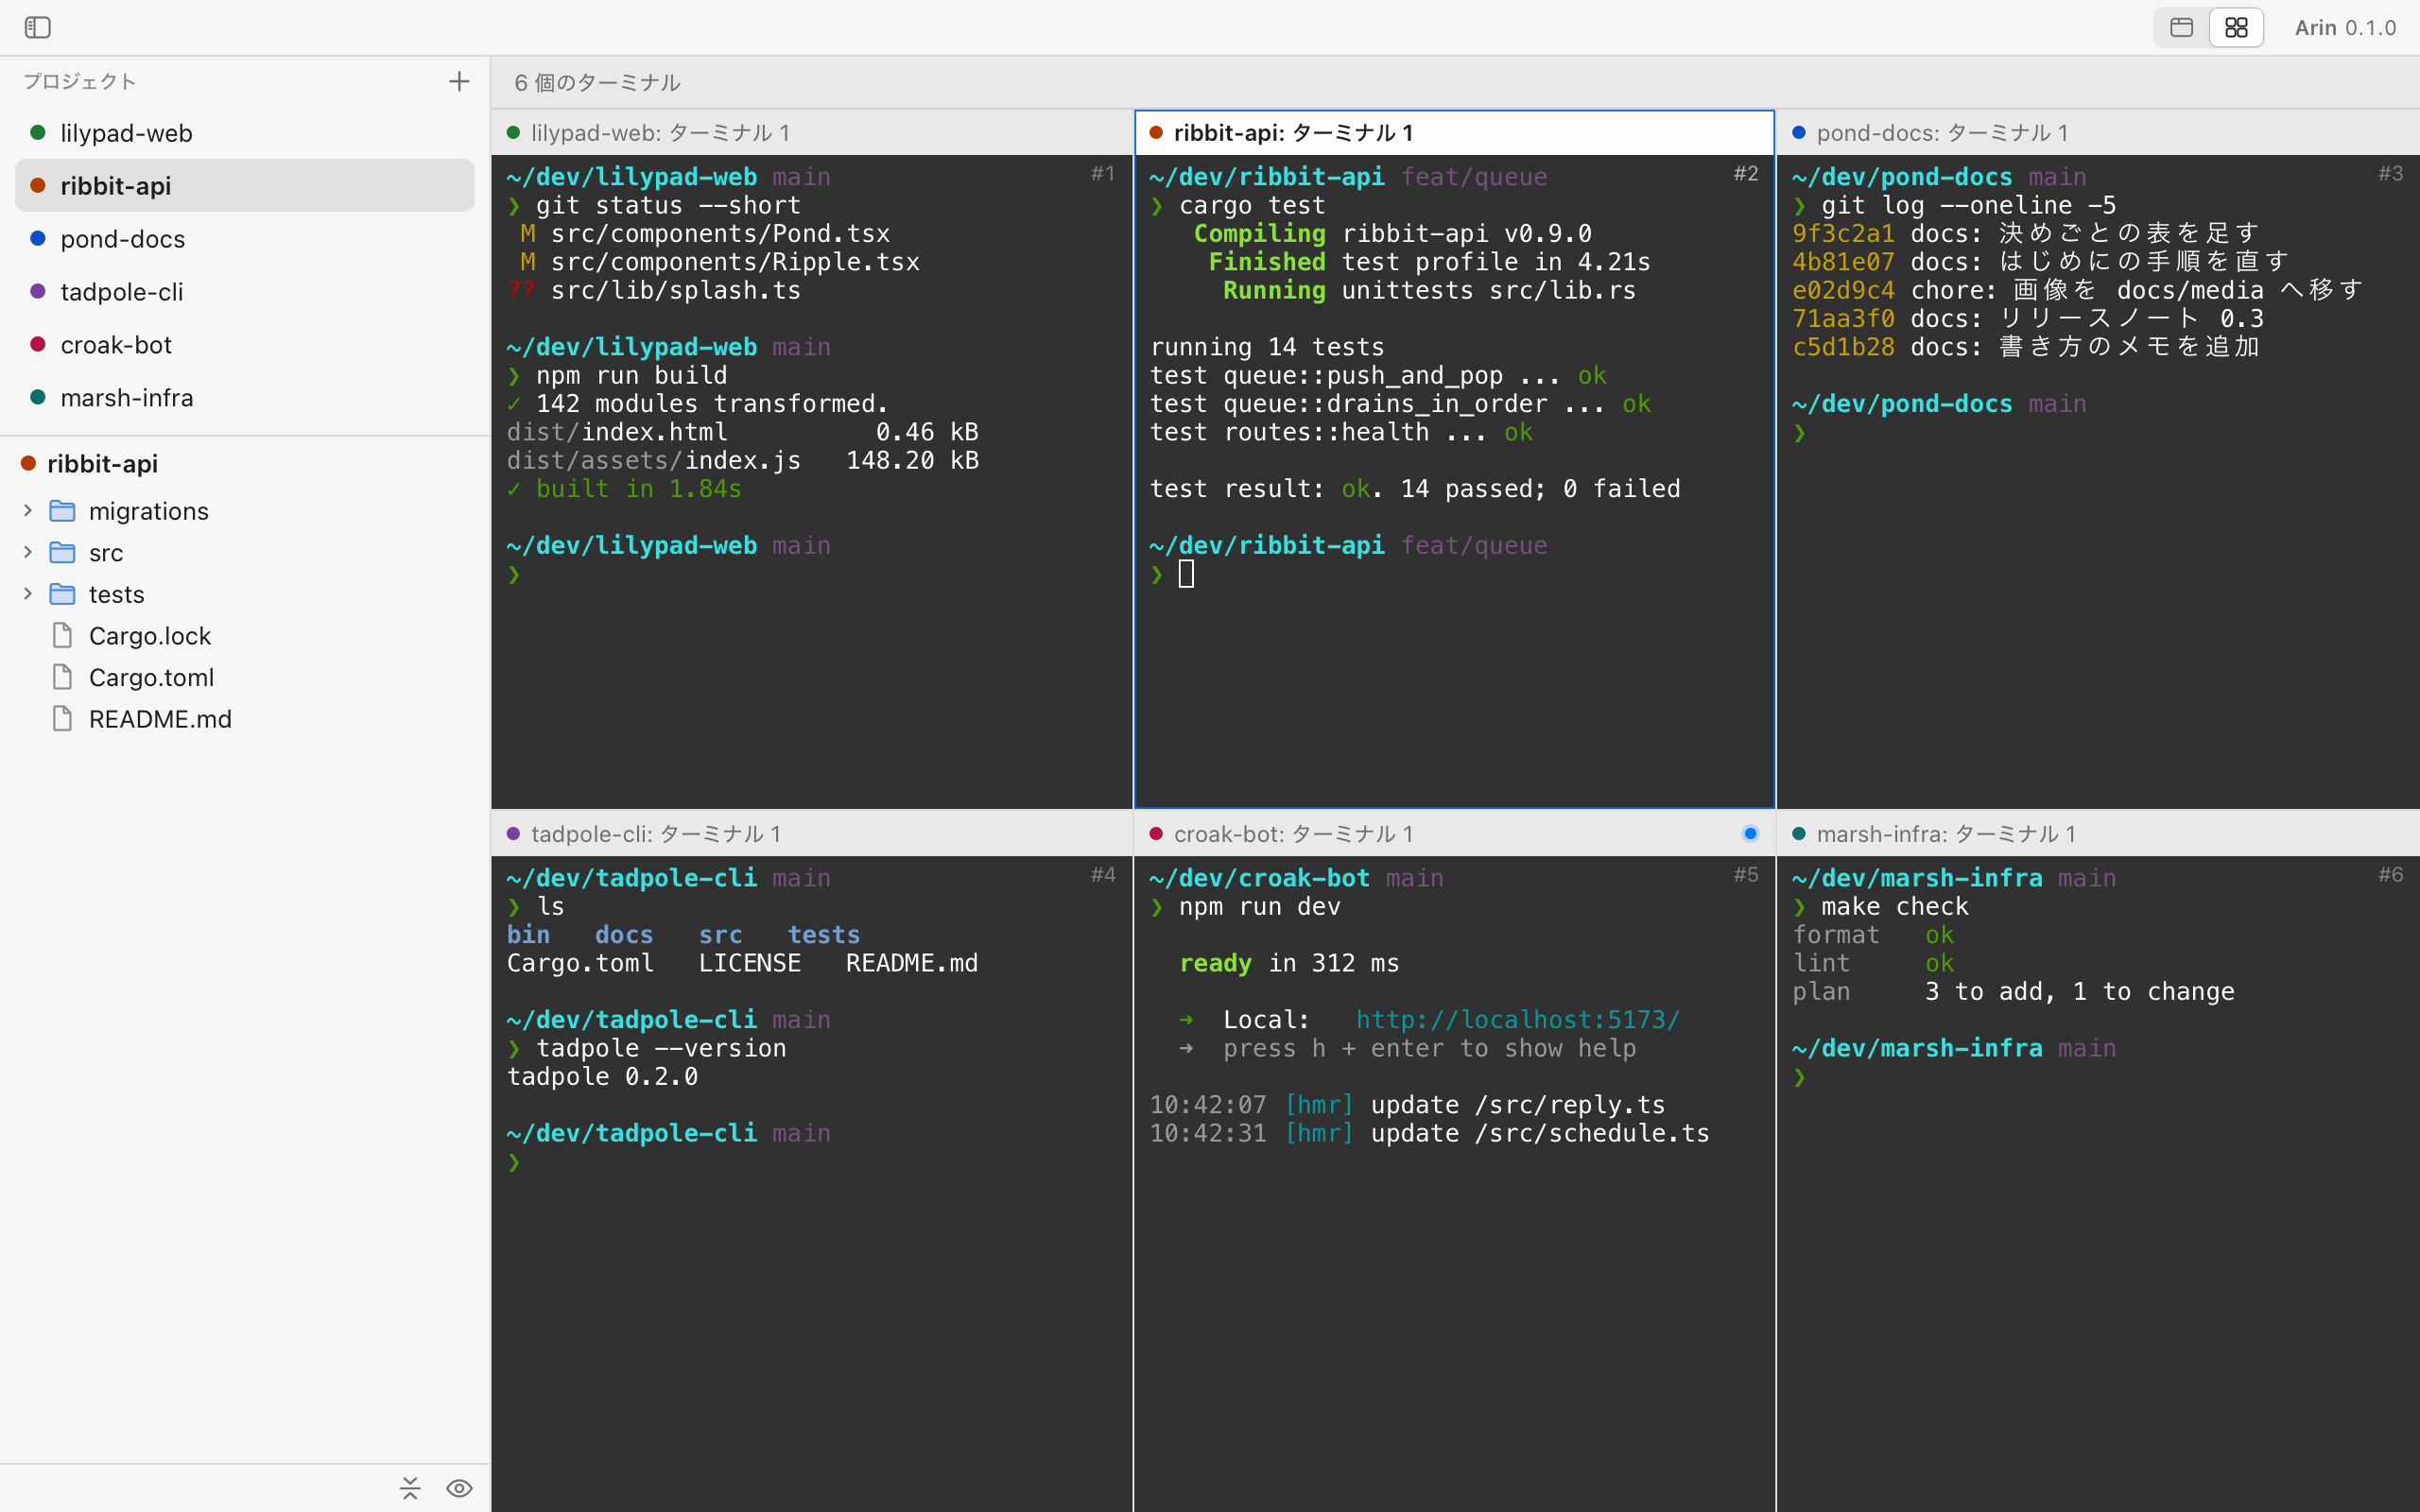 Arin 0.1.0
プロジェクト
lilypad-web
ribbit-api
pond-docs
tadpole-cli
croak-bot
marsh-infra
ribbit-api
migrations
src
tests
Cargo.lock
Cargo.toml
README.md
6 個のターミナル
lilypad-web: ターミナル 1
#1
~/dev/lilypad-web main
❯ git status --short
 M src/components/Pond.tsx
 M src/components/Ripple.tsx
?? src/lib/splash.ts
~/dev/lilypad-web main
❯ npm run build
✓ 142 modules transformed.
dist/index.html          0.46 kB
dist/assets/index.js   148.20 kB
✓ built in 1.84s
~/dev/lilypad-web main
❯
ribbit-api: ターミナル 1
#2
~/dev/ribbit-api feat/queue
❯ cargo test
   Compiling ribbit-api v0.9.0
    Finished test profile in 4.21s
     Running unittests src/lib.rs
running 14 tests
test queue::push_and_pop ... ok
test queue::drains_in_order ... ok
test routes::health ... ok
test result: ok. 14 passed; 0 failed
~/dev/ribbit-api feat/queue
❯
pond-docs: ターミナル 1
#3
~/dev/pond-docs main
❯ git log --oneline -5
9f3c2a1 docs: 決めごとの表を足す
4b81e07 docs: はじめにの手順を直す
e02d9c4 chore: 画像を docs/media へ移す
71aa3f0 docs: リリースノート 0.3
c5d1b28 docs: 書き方のメモを追加
~/dev/pond-docs main
❯
tadpole-cli: ターミナル 1
#4
~/dev/tadpole-cli main
❯ ls
bin   docs   src   tests
Cargo.toml   LICENSE   README.md
~/dev/tadpole-cli main
❯ tadpole --version
tadpole 0.2.0
~/dev/tadpole-cli main
❯
croak-bot: ターミナル 1
#5
~/dev/croak-bot main
❯ npm run dev
  ready in 312 ms
  ➜  Local:   http://localhost:5173/
  ➜  press h + enter to show help
10:42:07 [hmr] update /src/reply.ts
10:42:31 [hmr] update /src/schedule.ts
marsh-infra: ターミナル 1
#6
~/dev/marsh-infra main
❯ make check
format   ok
lint     ok
plan     3 to add, 1 to change
~/dev/marsh-infra main
❯